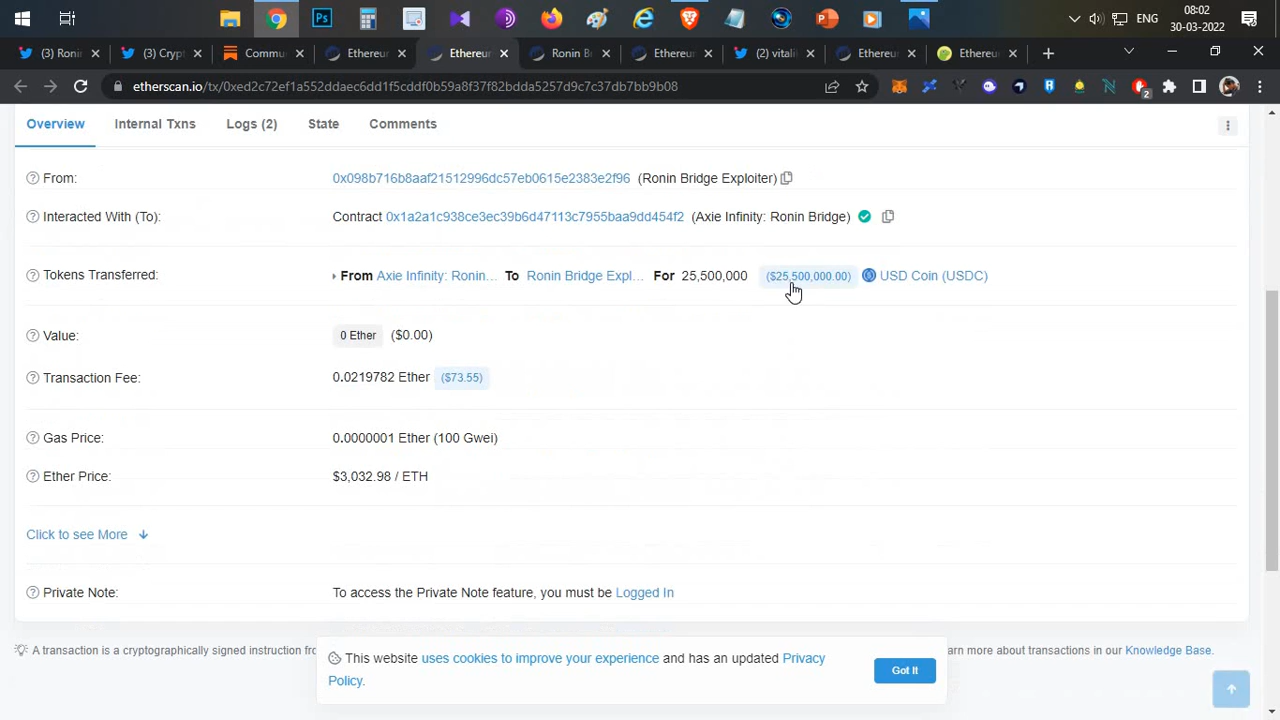 ENG
08:02
30-03-2022
(3) Ronin
(3) Crypt
Commu
Ethereu
Ethereur
Ronin B
Ethereu
(2) vitali
Ethereu
Ethereu
etherscan.io/tx/0xed2c72ef1a552ddaec6dd1f5cddf0b59a8f37f82bdda5257d9c7c37db7bb9b08
2
Overview
Internal Txns
Logs (2)
State
Comments
From:
0x098b716b8aaf21512996dc57eb0615e2383e2f96 (Ronin Bridge Exploiter)
Interacted With (To):
Contract 0x1a2a1c938ce3ec39b6d47113c7955baa9dd454f2 (Axie Infinity: Ronin Bridge)
Tokens Transferred:
From Axie Infinity: Ronin... To Ronin Bridge Expl... For 25,500,000 ($25,500,000.00) USD Coin (USDC)
Value:
0 Ether ($0.00)
Transaction Fee:
0.0219782 Ether ($73.55)
Gas Price:
0.0000001 Ether (100 Gwei)
Ether Price:
$3,032.98 / ETH
Click to see More
Private Note:
To access the Private Note feature, you must be Logged In
A transaction is a cryptographically signed instruction
earn more about transactions in our Knowledge Base.
This website uses cookies to improve your experience and has an updated Privacy
Policy.
Got It